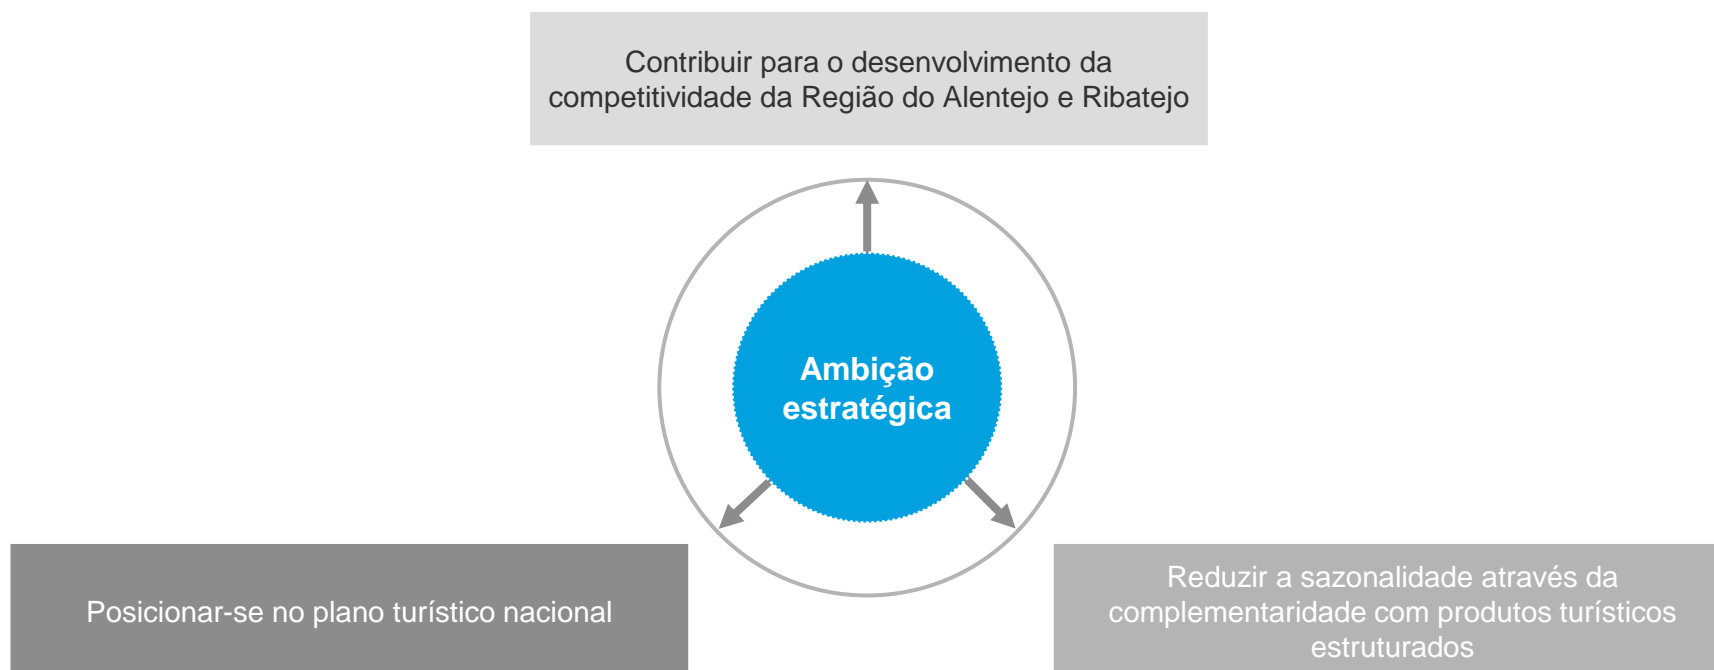 Contribuir para o desenvolvimento da
competitividade da Região do Alentejo e Ribatejo
Ambição
estratégica
Posicionar-se no plano turístico nacional
Reduzir a sazonalidade através da
complementaridade com produtos turísticos
estruturados